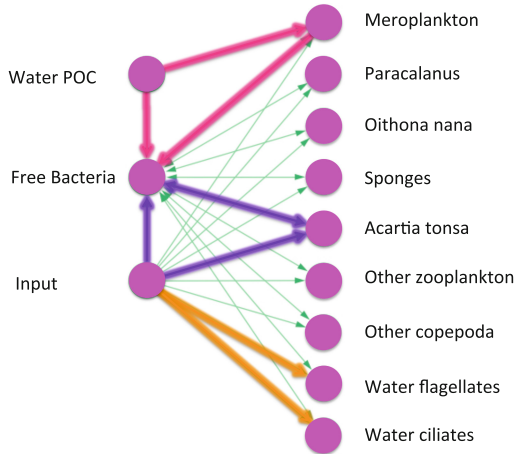 Meroplankton
Water POC
Paracalanus
Oithona nana
Free Bacteria
Sponges
Acartia tonsa
Input
Other zooplankton
Other copepoda
Water flagellates
Water ciliates